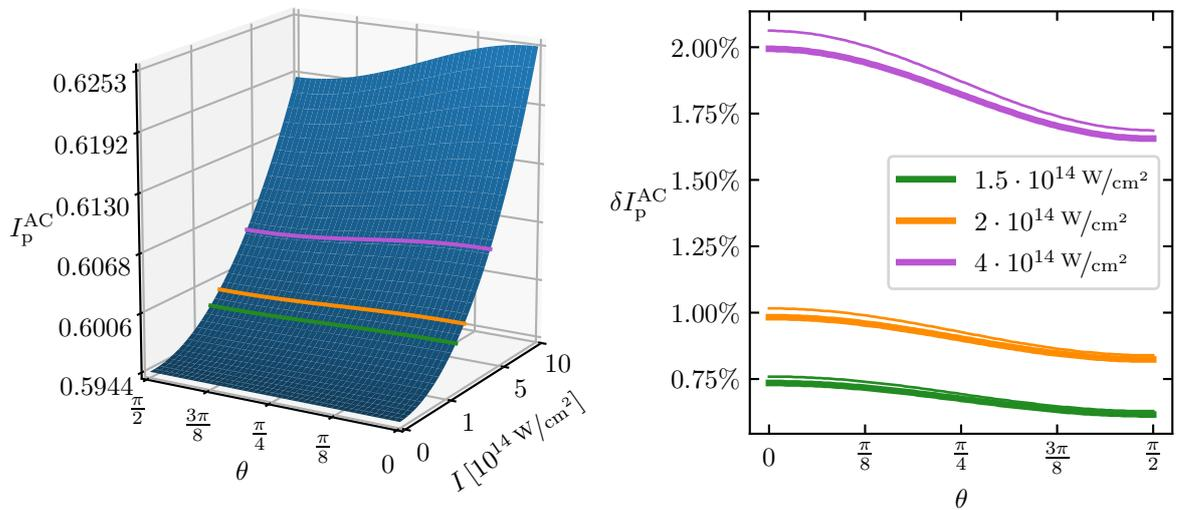 0.6253
0.6192
0.6130
I_p^AC
0.6068
0.6006
0.5944
π/2
3π/8
π/4
π/8
0
θ
0
1
5
10
I [10^14 W/cm²]
2.00%
1.75%
1.50%
δI_p^AC
1.25%
1.00%
0.75%
1.5 · 10^14 W/cm²
2 · 10^14 W/cm²
4 · 10^14 W/cm²
0
π/8
π/4
3π/8
π/2
θ